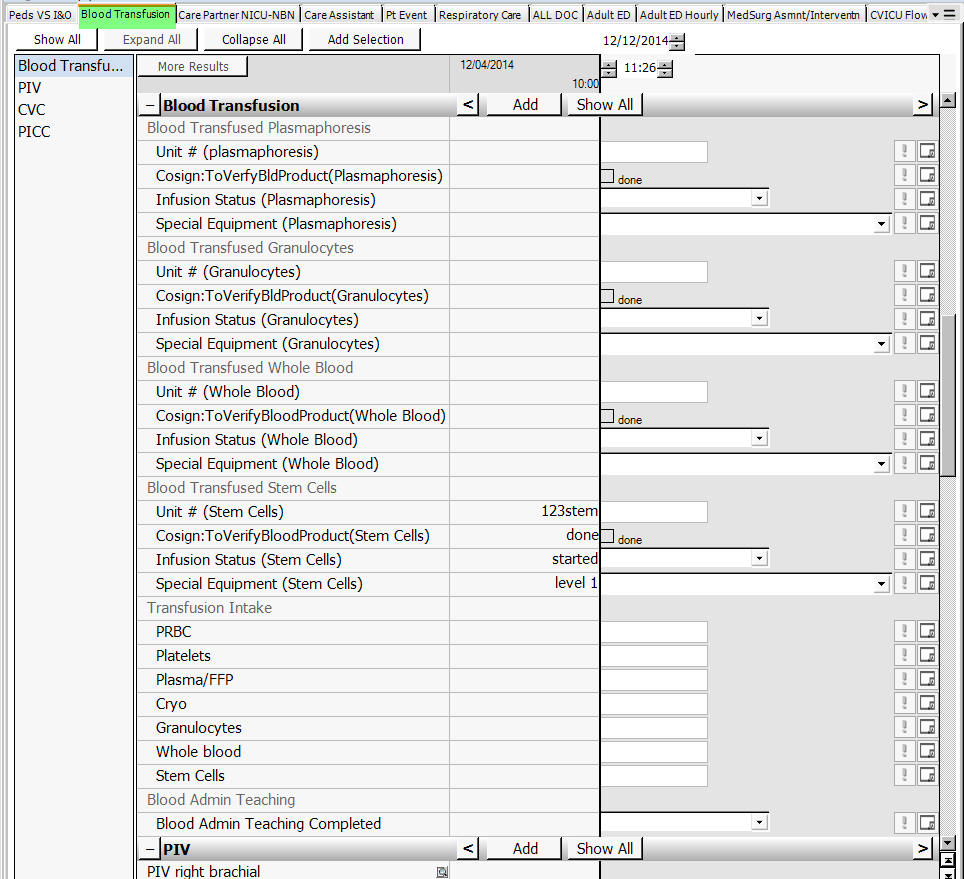 Peds VS I&O Blood Transfusion Care Partner NICU-NBN Care Assistant Pt Event Respiratory Care ALL DOC Adult ED Adult ED Hourly MedSurg Asmnt/Interventn CVICU Flow
Show All Expand All Collapse All Add Selection 12/12/2014
Blood Transfu... More Results 12/04/2014 11:26
PIV 10:00
CVC
PICC
− Blood Transfusion < Add Show All >
Blood Transfused Plasmaphoresis
Unit # (plasmaphoresis)
Cosign:ToVerfyBldProduct(Plasmaphoresis) done
Infusion Status (Plasmaphoresis)
Special Equipment (Plasmaphoresis)
Blood Transfused Granulocytes
Unit # (Granulocytes)
Cosign:ToVerifyBldProduct(Granulocytes) done
Infusion Status (Granulocytes)
Special Equipment (Granulocytes)
Blood Transfused Whole Blood
Unit # (Whole Blood)
Cosign:ToVerifyBloodProduct(Whole Blood) done
Infusion Status (Whole Blood)
Special Equipment (Whole Blood)
Blood Transfused Stem Cells
Unit # (Stem Cells) 123stem
Cosign:ToVerifyBloodProduct(Stem Cells) done done
Infusion Status (Stem Cells) started
Special Equipment (Stem Cells) level 1
Transfusion Intake
PRBC
Platelets
Plasma/FFP
Cryo
Granulocytes
Whole blood
Stem Cells
Blood Admin Teaching
Blood Admin Teaching Completed
− PIV < Add Show All >
PIV right brachial